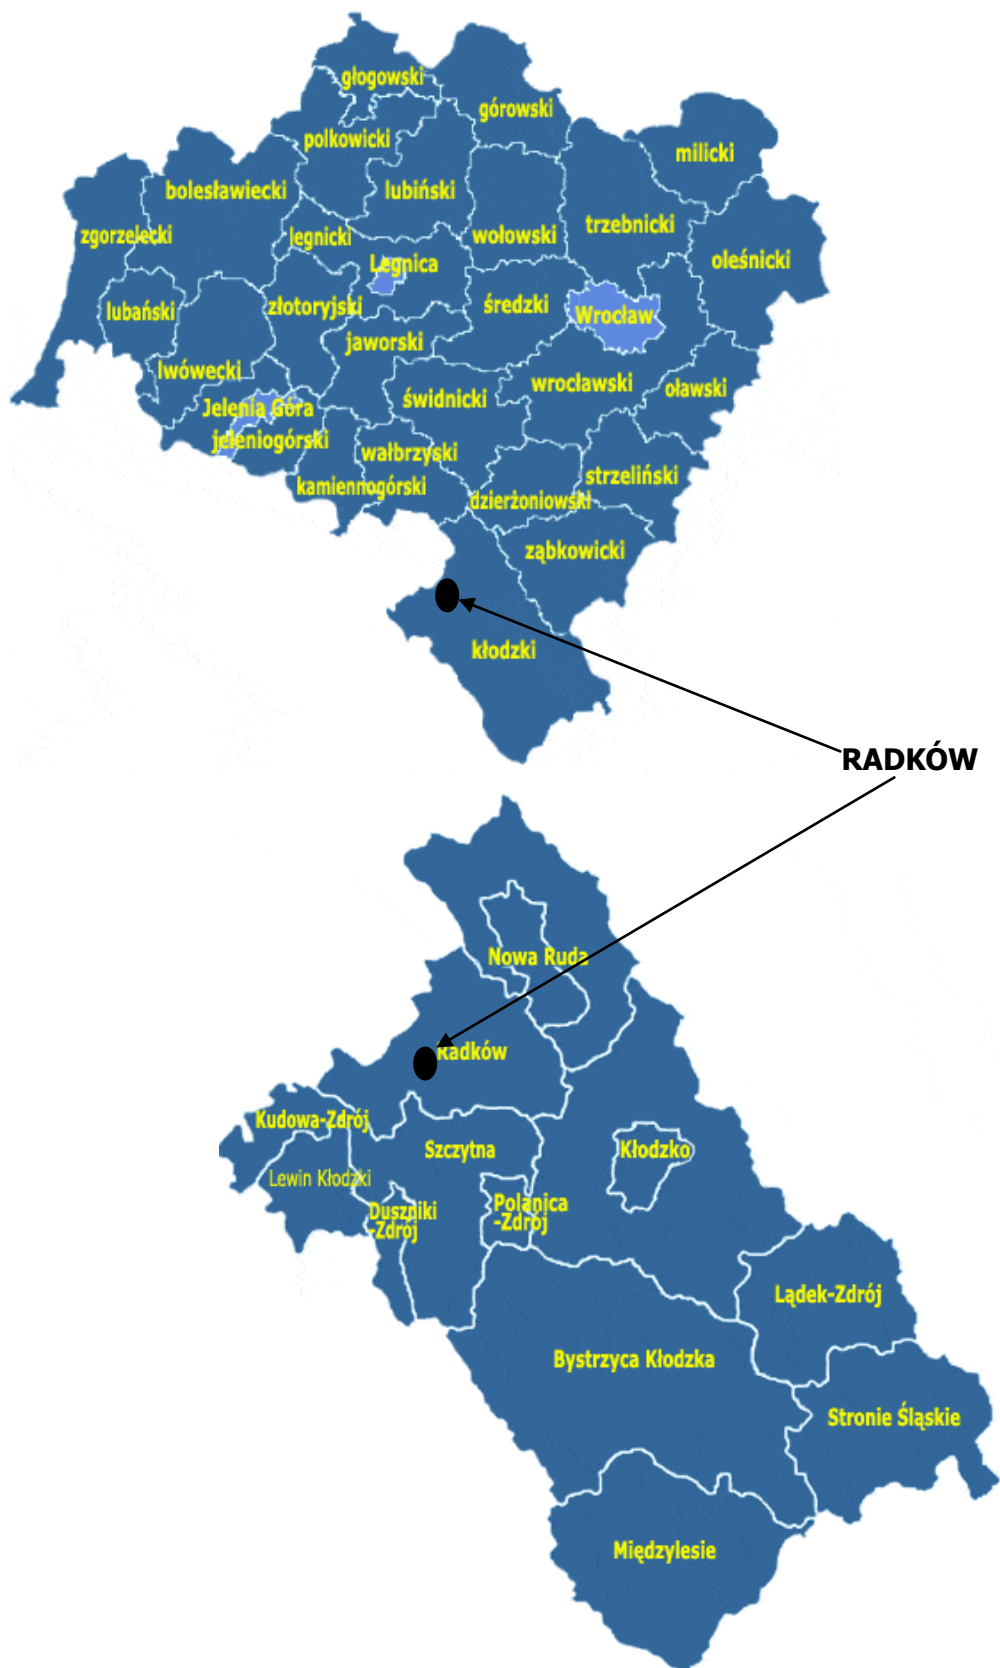 głogowski
górowski
polkowicki
milicki
bolesławiecki
lubiński
zgorzelecki
legnicki
wołowski
trzebnicki
oleśnicki
Legnica
lubański
złotoryjski
średzki
Wrocław
jaworski
lwówecki
wrocławski
oławski
świdnicki
Jelenia Góra
jeleniogórski
wałbrzyski
strzeliński
kamiennogórski
dzierżoniowski
ząbkowicki
kłodzki
RADKÓW
Nowa Ruda
Radków
Kudowa-Zdrój
Szczytna
Kłodzko
Lewin Kłodzki
Duszniki
-Zdrój
Polanica
-Zdrój
Lądek-Zdrój
Bystrzyca Kłodzka
Stronie Śląskie
Międzylesie